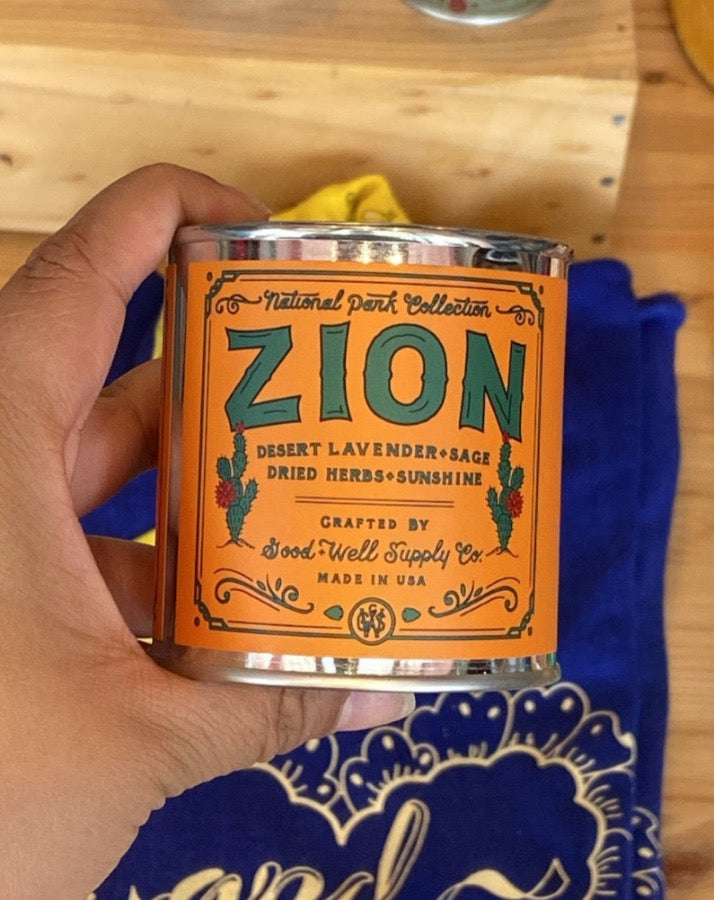 National Park Collection
ZION
DESERT LAVENDER+SAGE
DRIED HERBS+SUNSHINE
CRAFTED BY
Good-Well Supply Co.
MADE IN USA